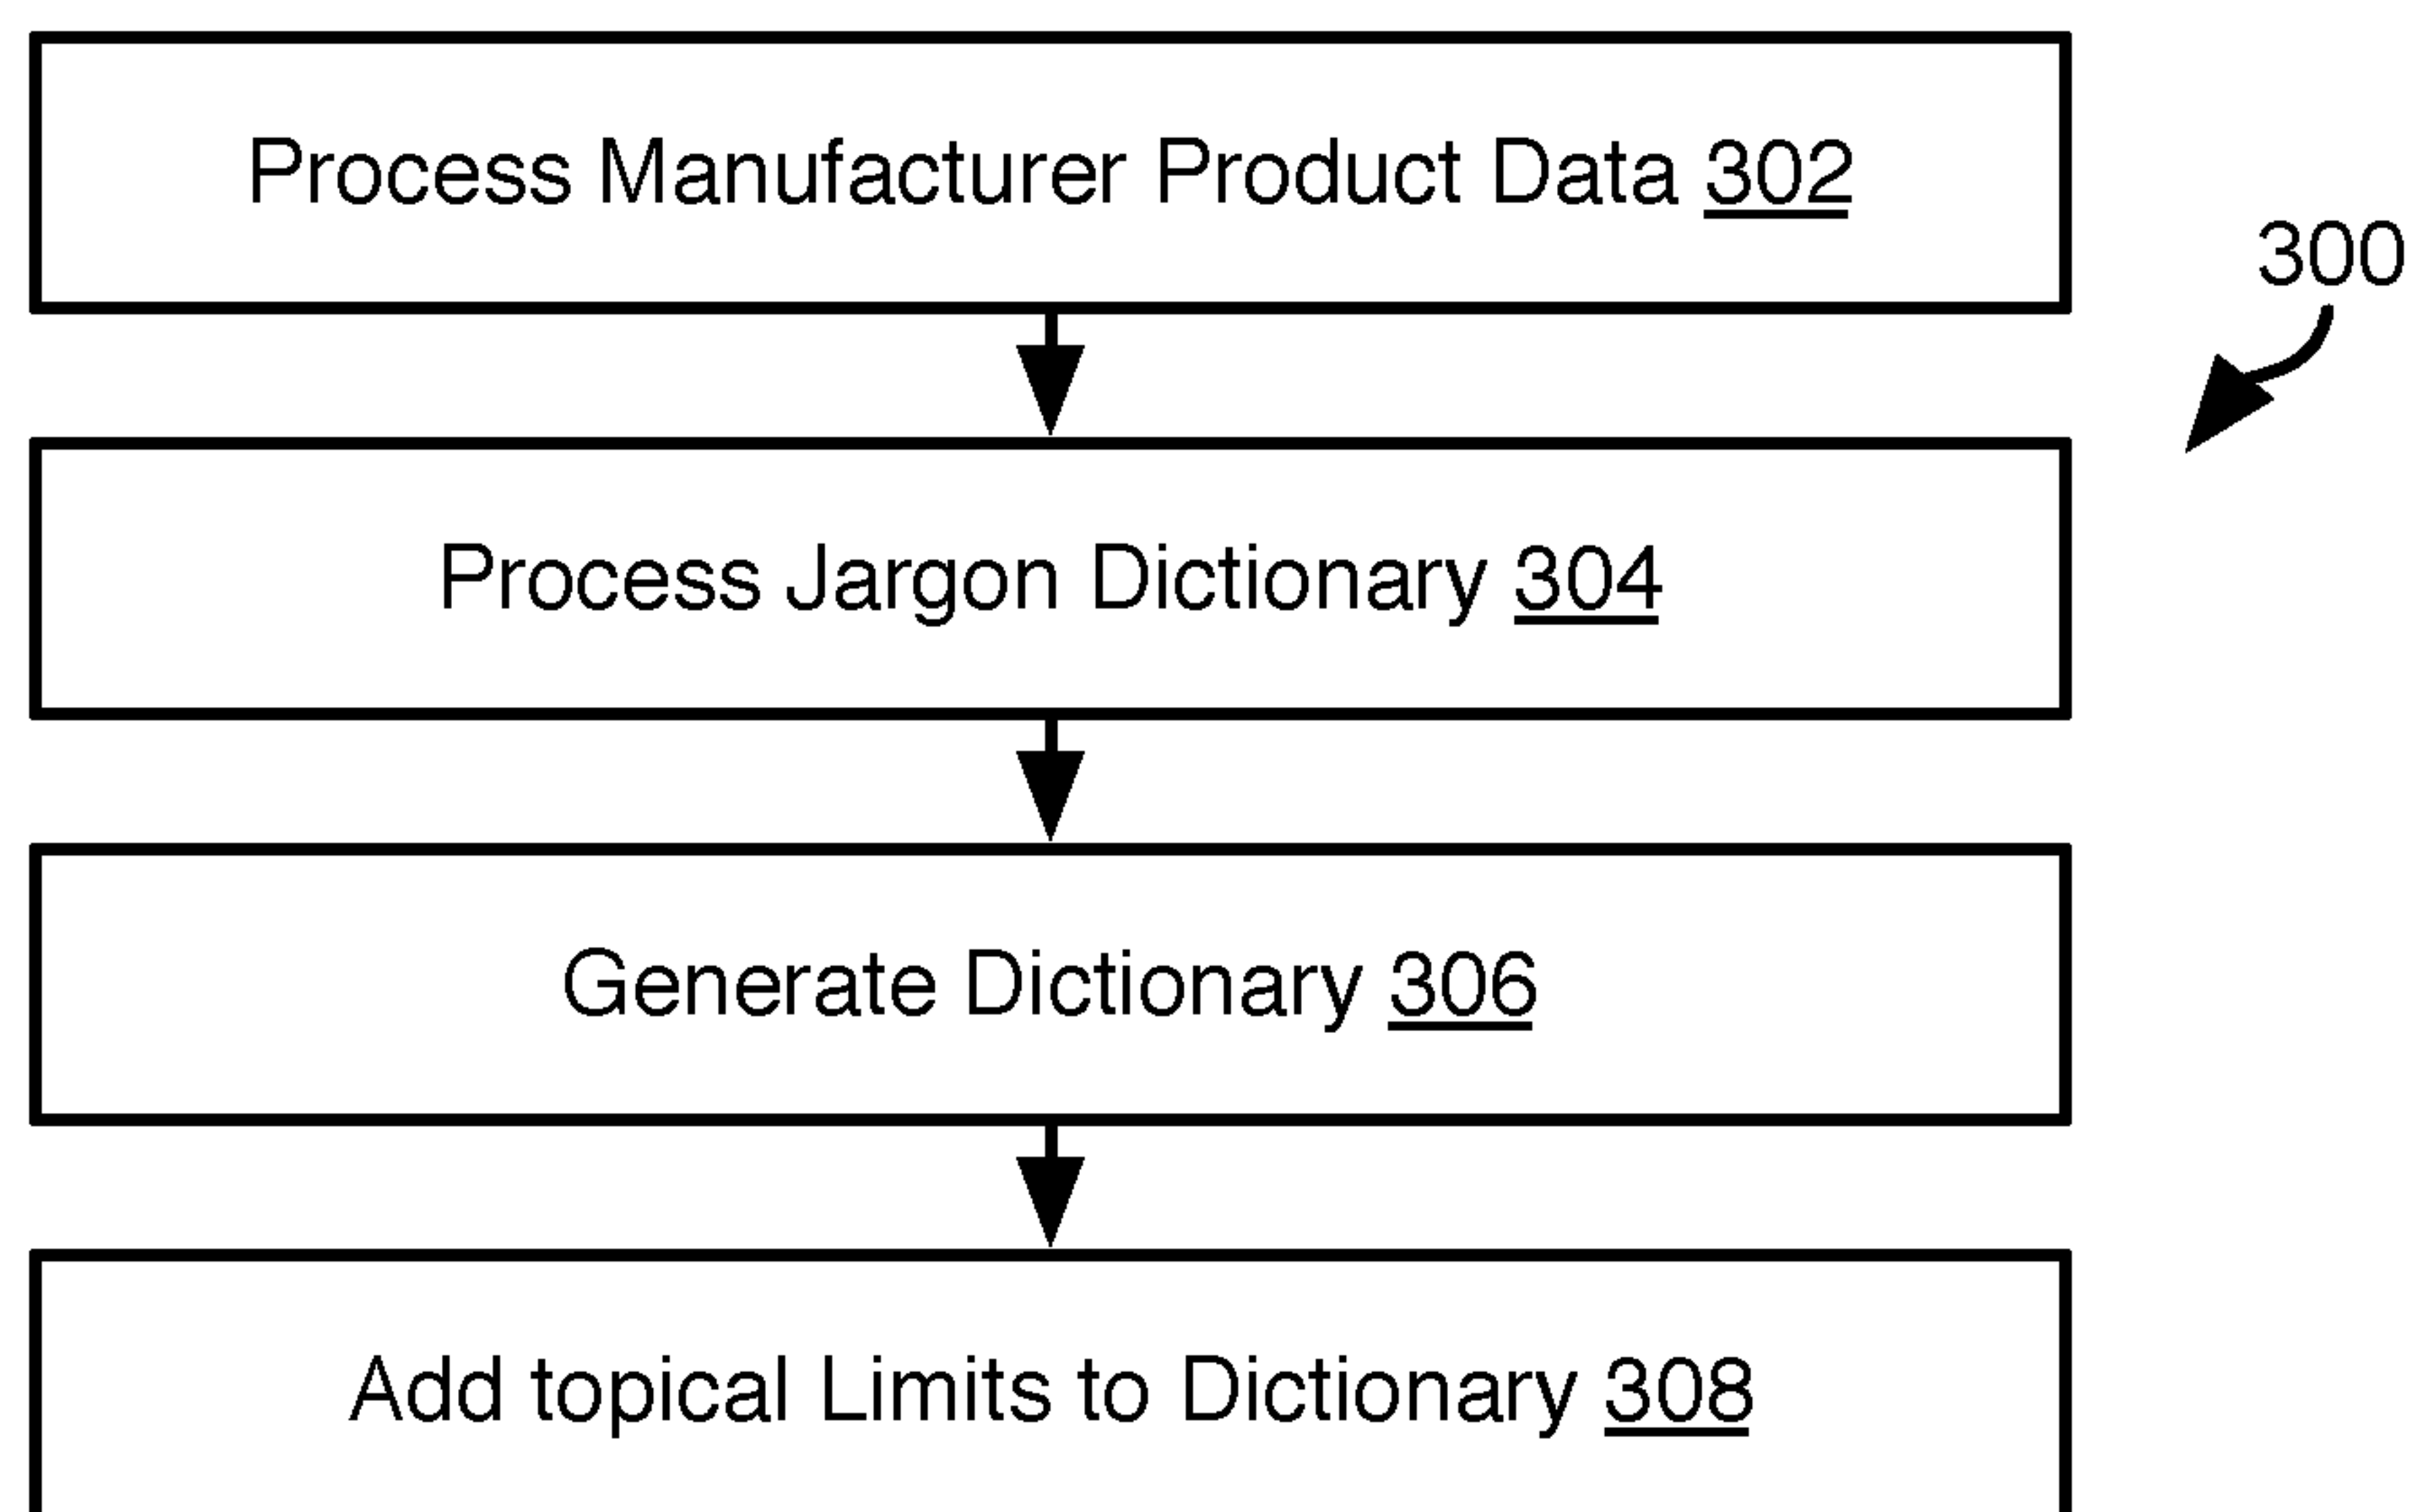 Process Manufacturer Product Data 302
300
Process Jargon Dictionary 304
Generate Dictionary 306
Add topical Limits to Dictionary 308